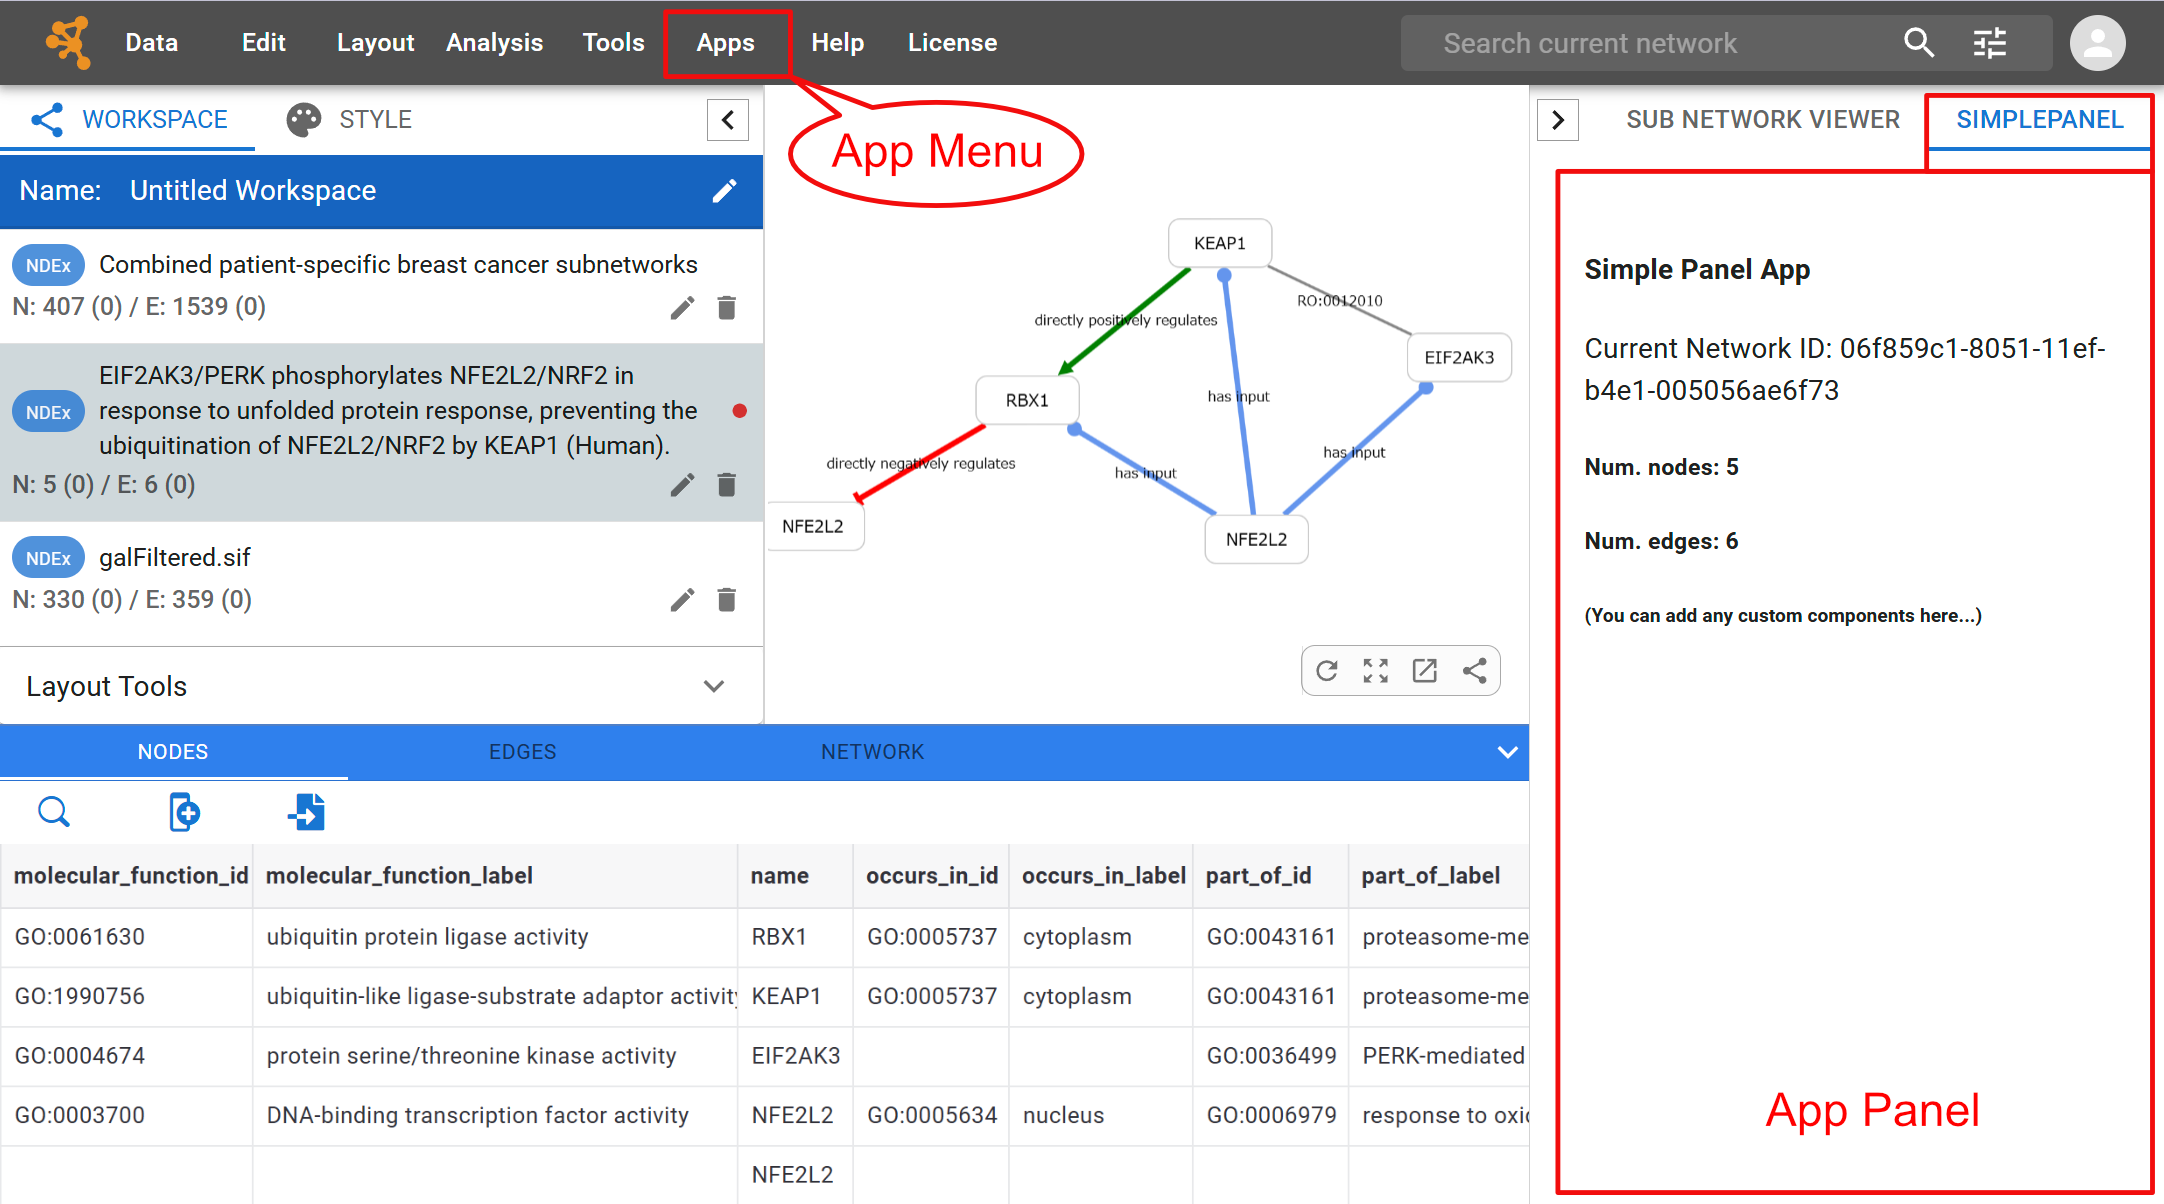 Data Edit Layout Analysis Tools Apps Help License Search current network
WORKSPACE STYLE
App Menu
SUB NETWORK VIEWER SIMPLEPANEL
Name: Untitled Workspace
NDEx Combined patient-specific breast cancer subnetworks
N: 407 (0) / E: 1539 (0)
NDEx EIF2AK3/PERK phosphorylates NFE2L2/NRF2 in
response to unfolded protein response, preventing the
ubiquitination of NFE2L2/NRF2 by KEAP1 (Human).
N: 5 (0) / E: 6 (0)
NDEx galFiltered.sif
N: 330 (0) / E: 359 (0)
Layout Tools
KEAP1
RO:0012010
directly positively regulates
EIF2AK3
RBX1
has input
has input
directly negatively regulates
has input
NFE2L2
NFE2L2
Simple Panel App
Current Network ID: 06f859c1-8051-11ef-
b4e1-005056ae6f73
Num. nodes: 5
Num. edges: 6
(You can add any custom components here...)
App Panel
NODES EDGES NETWORK
molecular_function_id molecular_function_label name occurs_in_id occurs_in_label part_of_id part_of_label
GO:0061630 ubiquitin protein ligase activity RBX1 GO:0005737 cytoplasm GO:0043161 proteasome-me
GO:1990756 ubiquitin-like ligase-substrate adaptor activity KEAP1 GO:0005737 cytoplasm GO:0043161 proteasome-me
GO:0004674 protein serine/threonine kinase activity EIF2AK3 GO:0036499 PERK-mediated
GO:0003700 DNA-binding transcription factor activity NFE2L2 GO:0005634 nucleus GO:0006979 response to oxi
NFE2L2